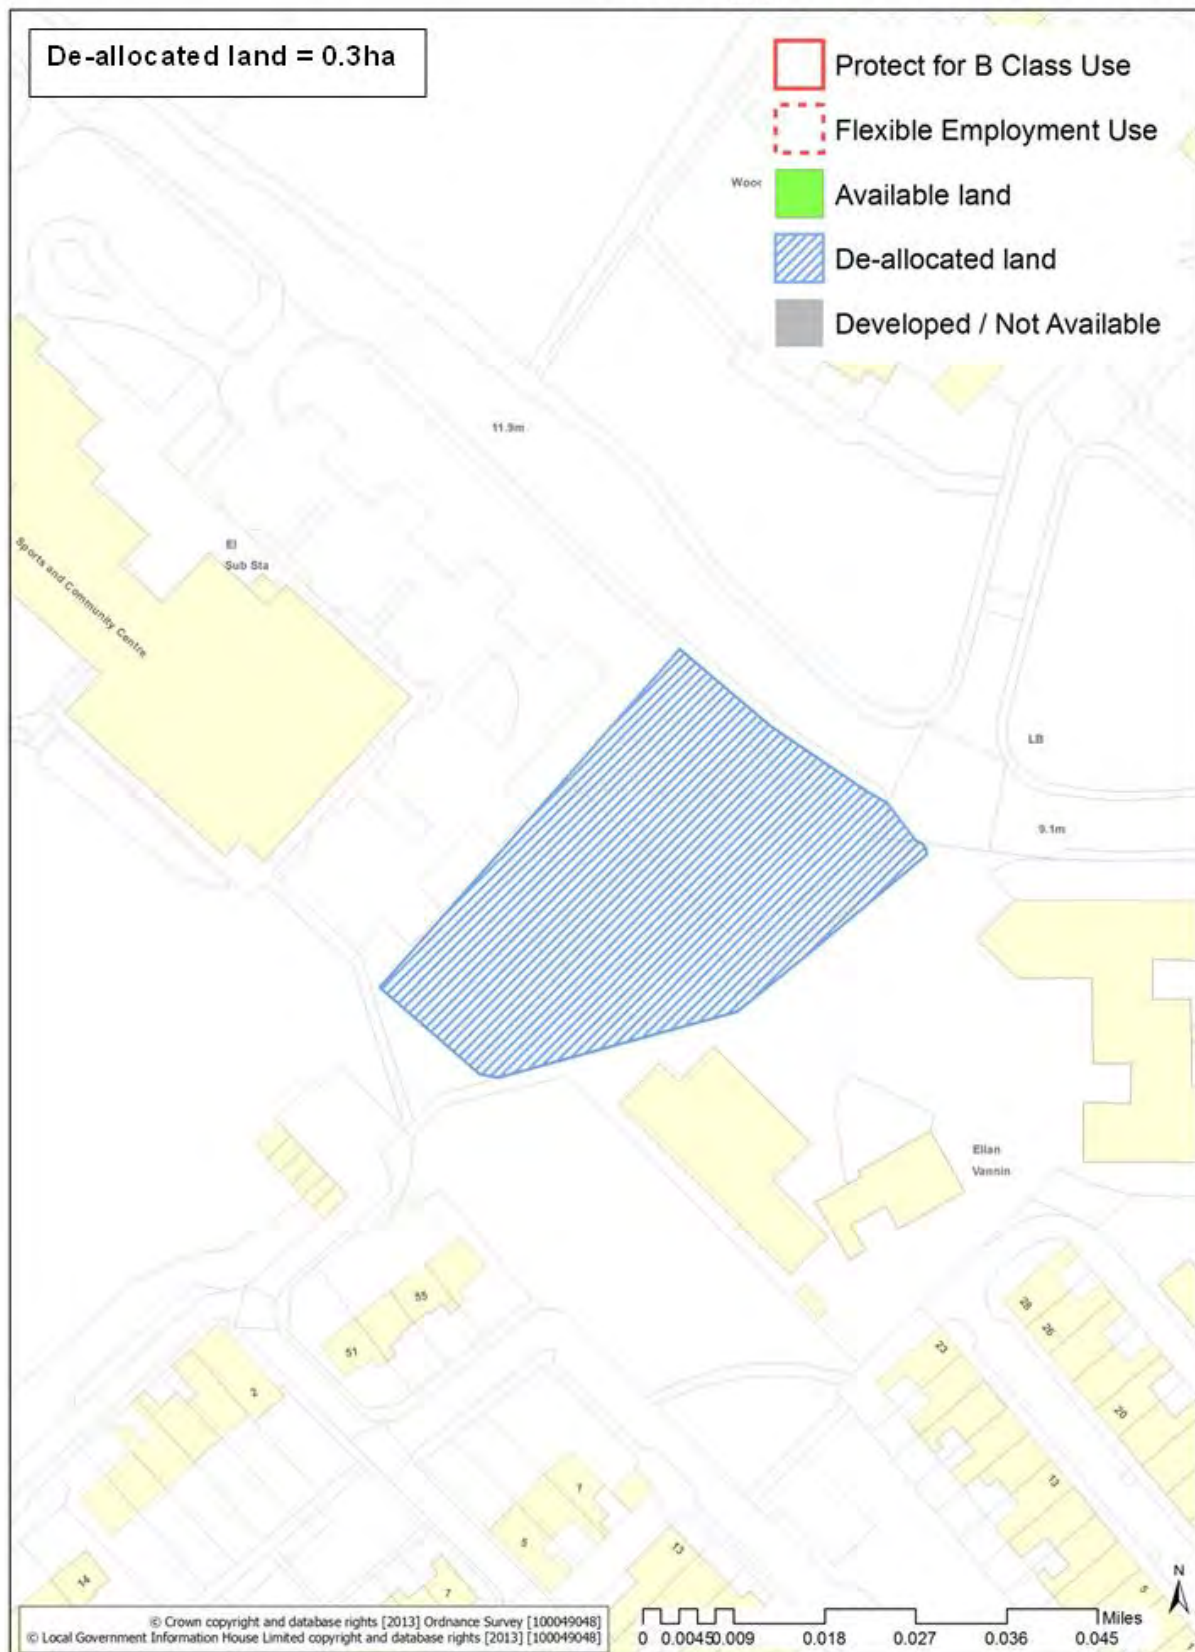 De-allocated land = 0.3ha
Protect for B Class Use
Flexible Employment Use
Available land
De-allocated land
Developed / Not Available
Woor
11.9m
El
Sub Sta
Sports and Community Centre
LB
9.1m
Ellan
Vannin
55
51
2
28
26
23
20
13
7
5
13
7
14
5
N
© Crown copyright and database rights [2013] Ordnance Survey [100049048]
© Local Government Information House Limited copyright and database rights [2013] [100049048]
Miles
0 0.0045 0.009 0.018 0.027 0.036 0.045